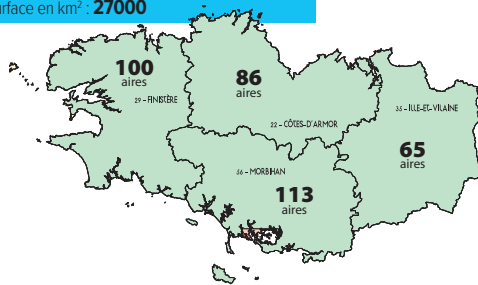 urface en km² : 27000
100
aires
29 – FINISTÈRE
86
aires
22 – CÔTES-D'ARMOR
35 – ILLE-ET-VILAINE
65
aires
56 – MORBIHAN
113
aires